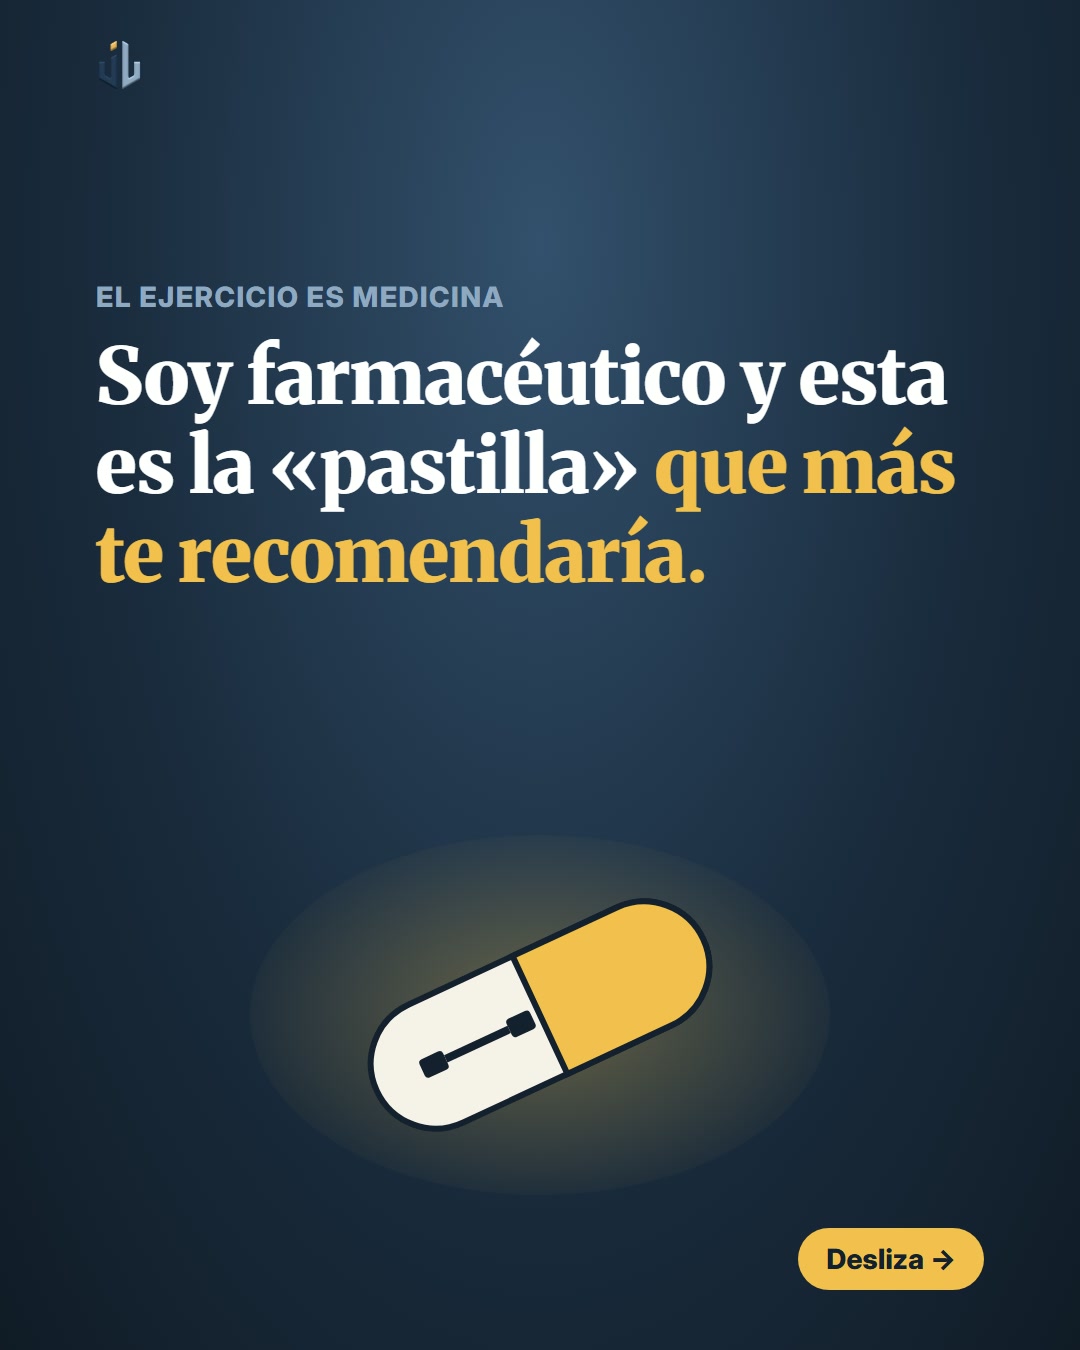 EL EJERCICIO ES MEDICINA
Soy farmacéutico y esta
es la «pastilla» que más
te recomendaría.
Desliza →